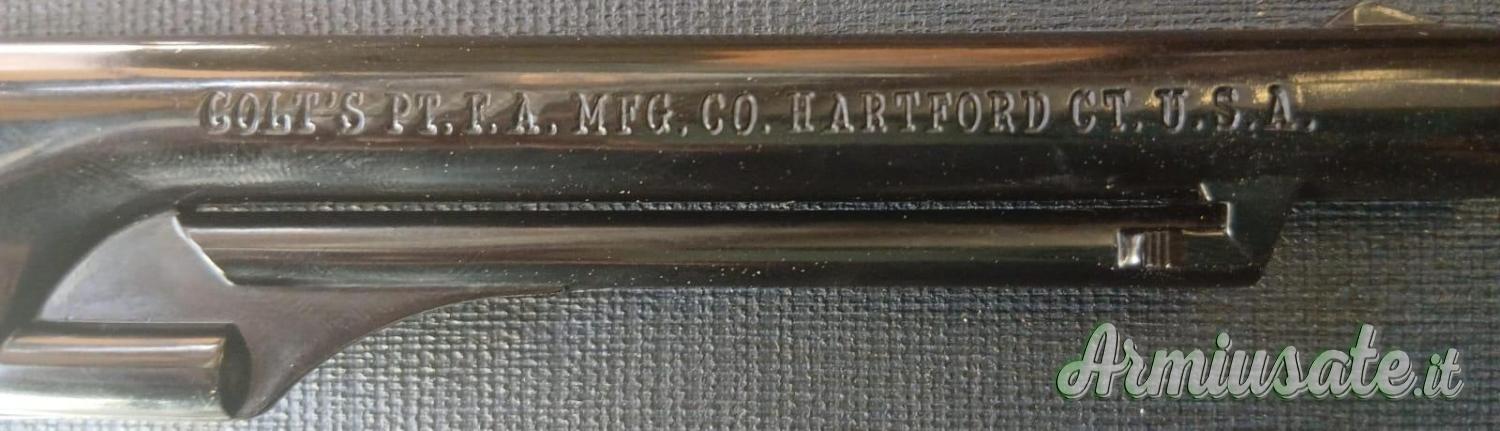 COLT'S PT. F. A. MFG. CO. HARTFORD CT. U.S.A.
Armiusate.it